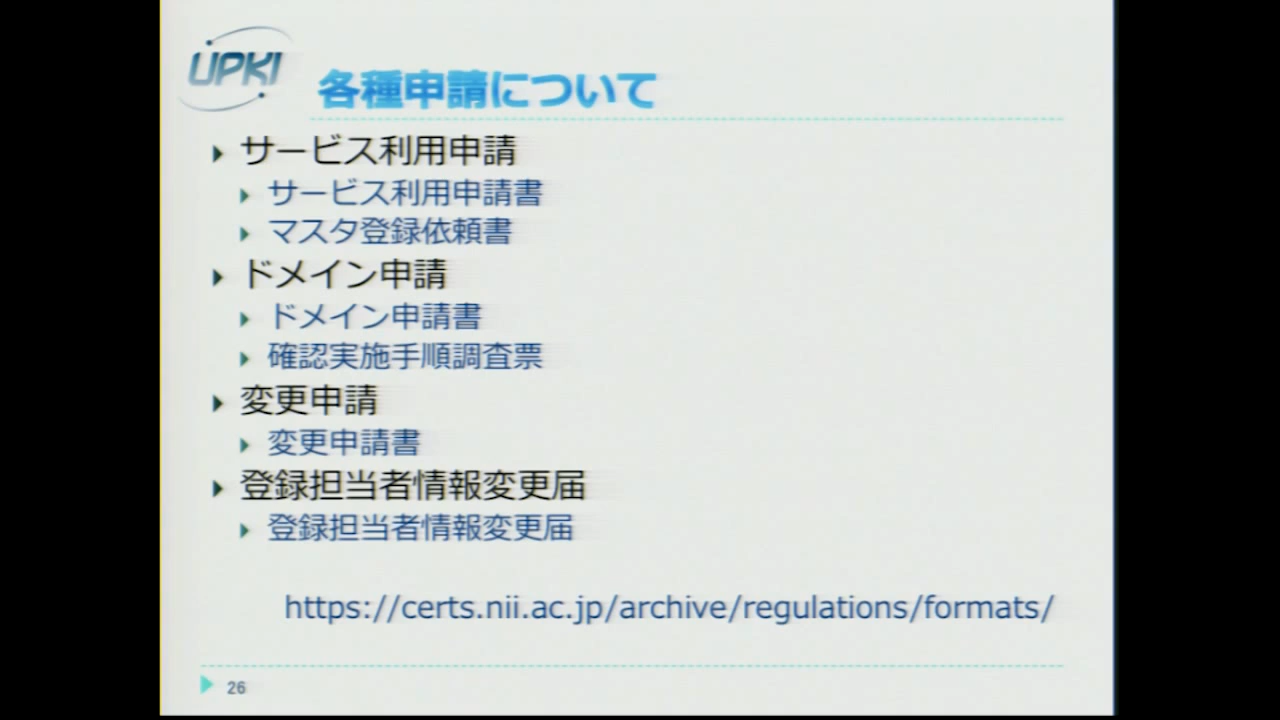 UPKI
各種申請について
サービス利用申請
サービス利用申請書
マスタ登録依頼書
ドメイン申請
ドメイン申請書
確認実施手順調査票
変更申請
変更申請書
登録担当者情報変更届
登録担当者情報変更届
https://certs.nii.ac.jp/archive/regulations/formats/
26